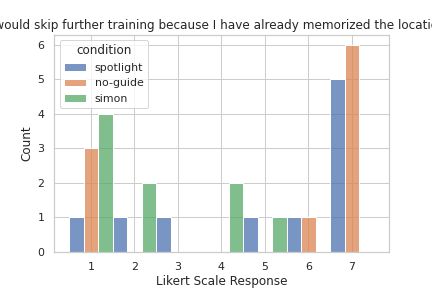 would skip further training because I have already memorized the
6
condition
spotlight
no-guide
simon
5
4
3
2
1
0
Count
1 2 3 4 5 6 7
Likert Scale Response